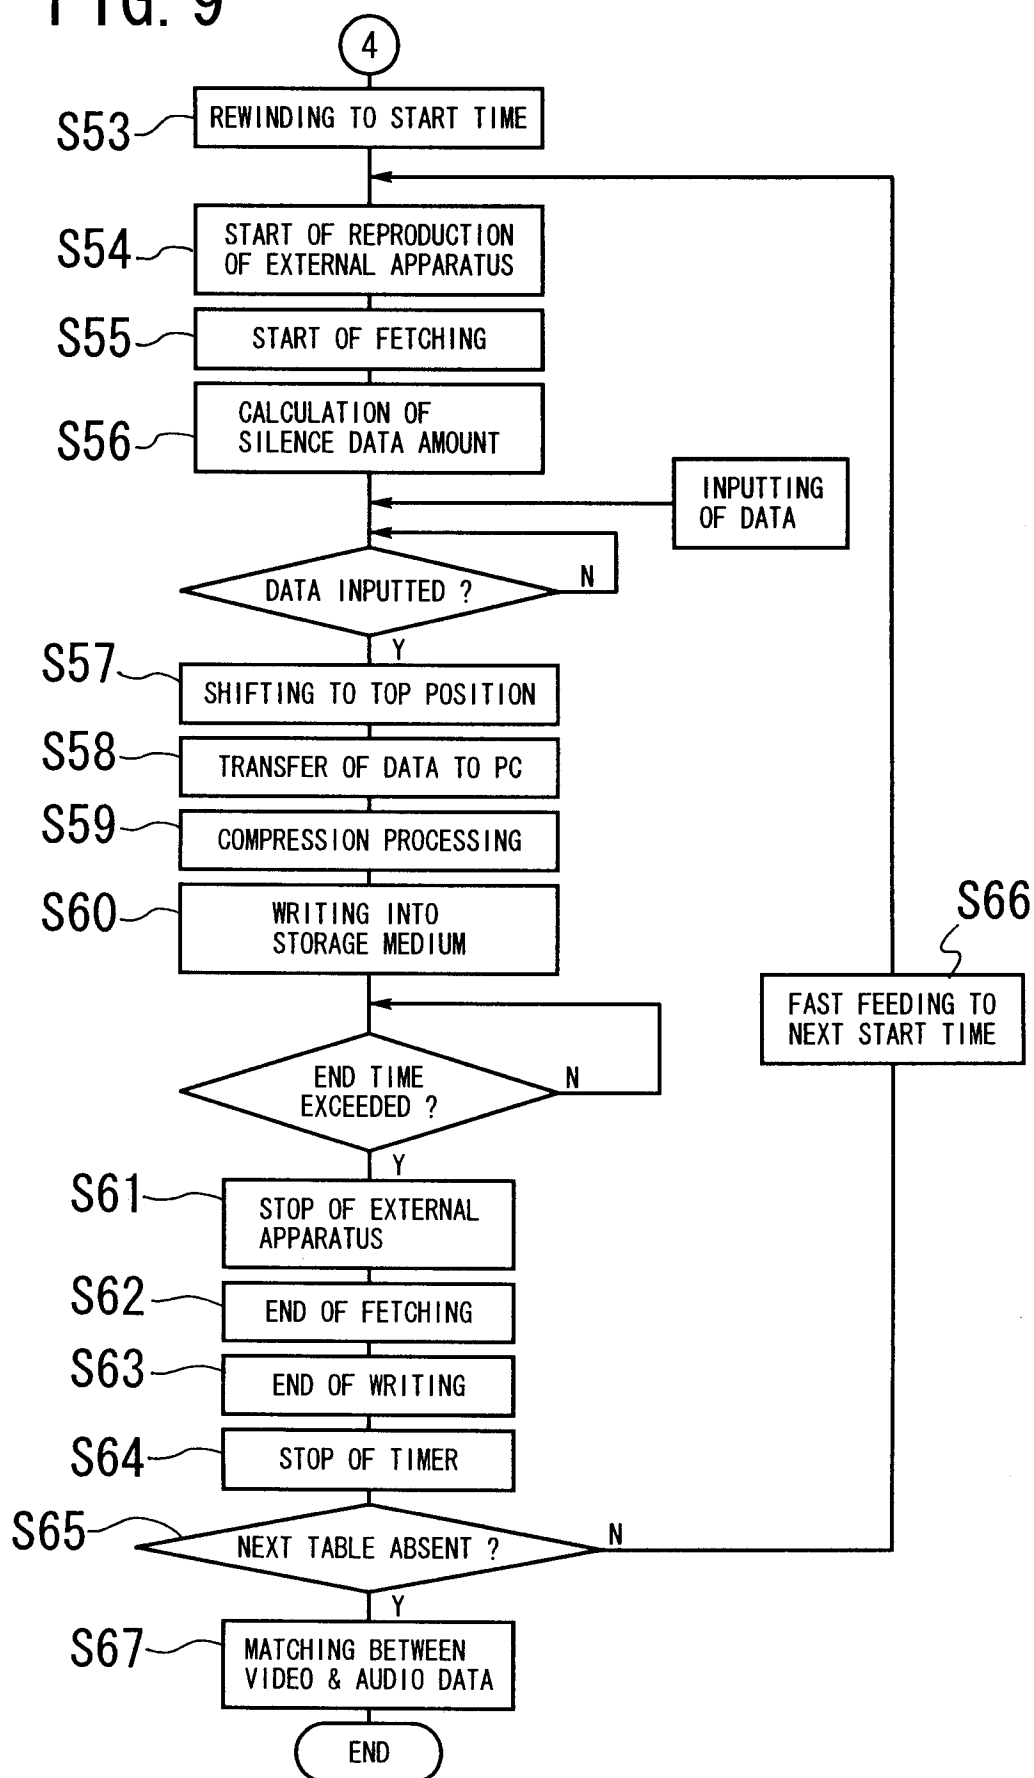 FIG. 9
4
S53
REWINDING TO START TIME
S54
START OF REPRODUCTION
OF EXTERNAL APPARATUS
S55
START OF FETCHING
S56
CALCULATION OF
SILENCE DATA AMOUNT
INPUTTING
OF DATA
DATA INPUTTED ?
N
Y
S57
SHIFTING TO TOP POSITION
S58
TRANSFER OF DATA TO PC
S59
COMPRESSION PROCESSING
S60
WRITING INTO
STORAGE MEDIUM
S66
FAST FEEDING TO
NEXT START TIME
END TIME
EXCEEDED ?
N
Y
S61
STOP OF EXTERNAL
APPARATUS
S62
END OF FETCHING
S63
END OF WRITING
S64
STOP OF TIMER
S65
NEXT TABLE ABSENT ?
N
Y
S67
MATCHING BETWEEN
VIDEO & AUDIO DATA
END